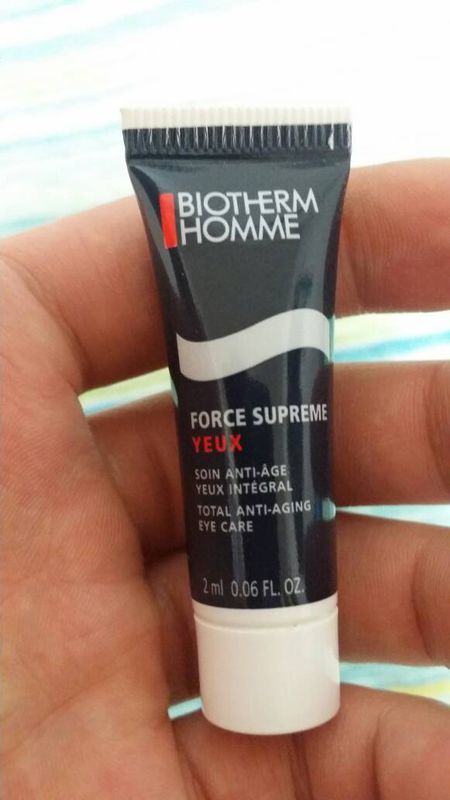 BIOTHERM
HOMME
FORCE SUPREME
YEUX
SOIN ANTI-ÂGE
YEUX INTÉGRAL
TOTAL ANTI-AGING
EYE CARE
2 ml 0.06 FL. OZ.